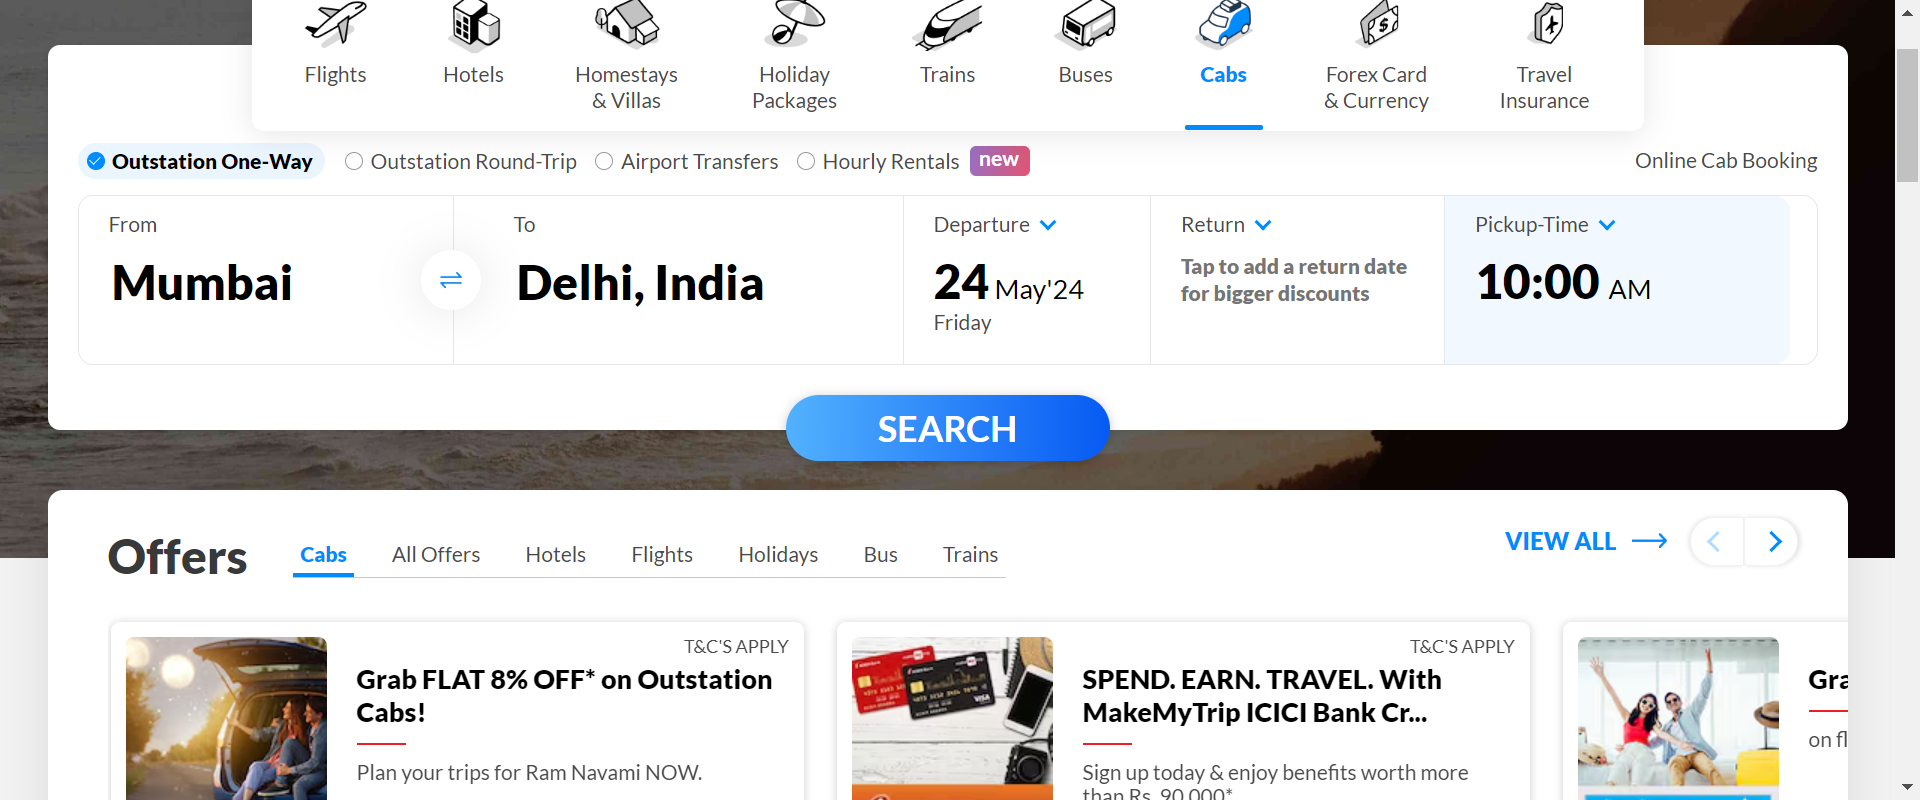 Flights
Hotels
Homestays
& Villas
Holiday
Packages
Trains
Buses
Cabs
Forex Card
& Currency
Travel
Insurance
Outstation One-Way
Outstation Round-Trip
Airport Transfers
Hourly Rentals
new
Online Cab Booking
From
Mumbai
To
Delhi, India
Departure
24 May'24
Friday
Return
Tap to add a return date
for bigger discounts
Pickup-Time
10:00 AM
SEARCH
Offers
Cabs
All Offers
Hotels
Flights
Holidays
Bus
Trains
VIEW ALL
T&C'S APPLY
Grab FLAT 8% OFF* on Outstation
Cabs!
Plan your trips for Ram Navami NOW.
T&C'S APPLY
SPEND. EARN. TRAVEL. With
MakeMyTrip ICICI Bank Cr...
Sign up today & enjoy benefits worth more
than Rs. 90,000*
Gra
on fl